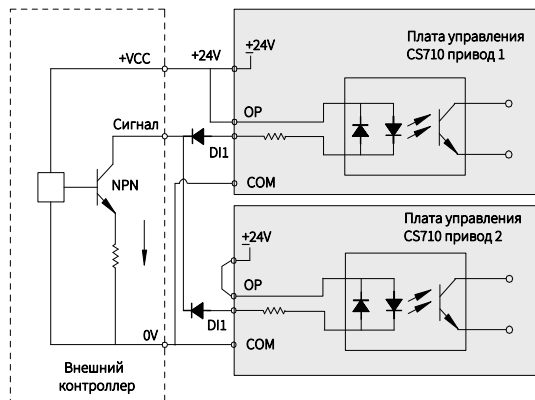 Плата управления
CS710 привод 1
+VCC
+24V
+24V
OP
Сигнал
DI1
NPN
COM
Плата управления
CS710 привод 2
+24V
OP
DI1
0V
COM
Внешний
контроллер